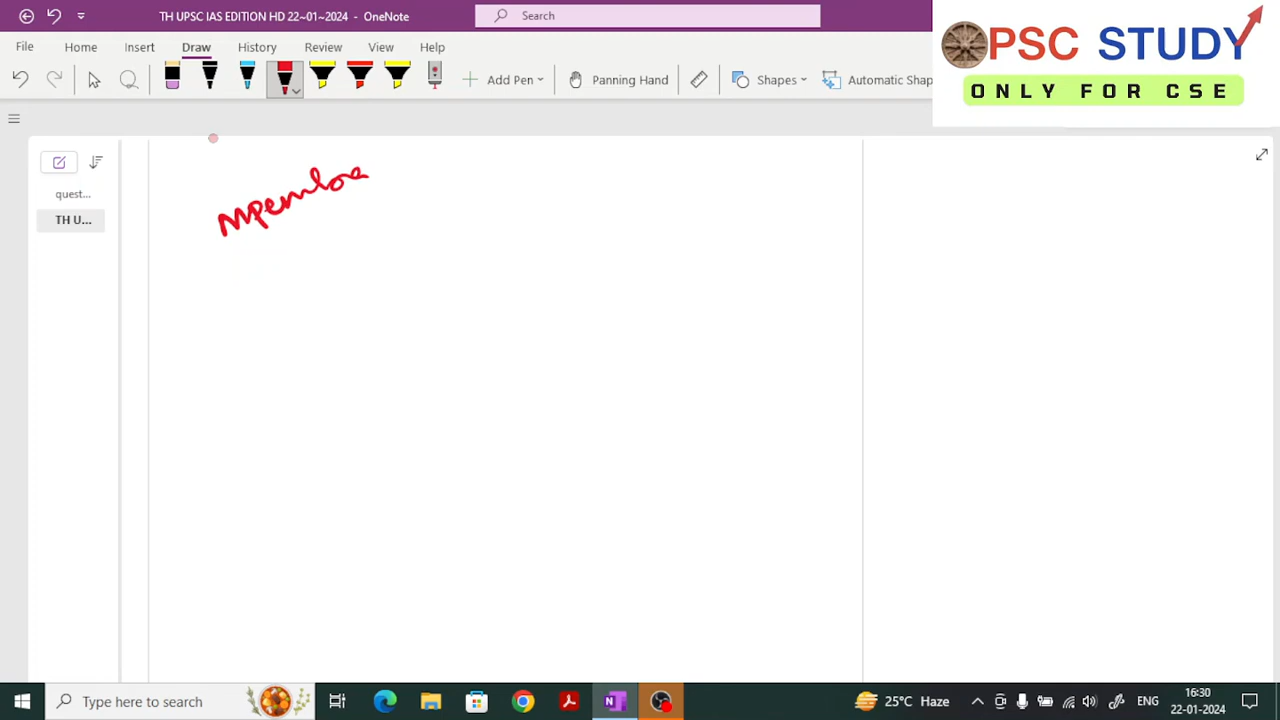 TH UPSC IAS EDITION HD 22~01~2024 - OneNote
Search
File Home Insert Draw History Review View Help
Add Pen Panning Hand Shapes Automatic Shap
PSC STUDY
ONLY FOR CSE
quest...
TH U...
Mpemba
Type here to search
25°C Haze
ENG
16:30
22-01-2024